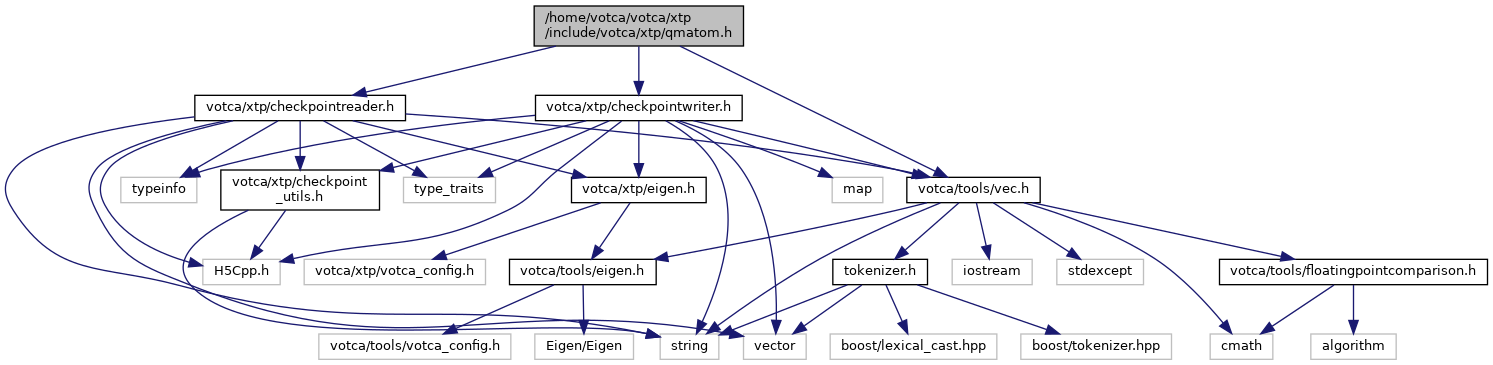 /home/votca/votca/xtp
/include/votca/xtp/qmatom.h
votca/xtp/checkpointreader.h
votca/xtp/checkpointwriter.h
typeinfo
votca/xtp/checkpoint
_utils.h
type_traits
votca/xtp/eigen.h
map
votca/tools/vec.h
H5Cpp.h
votca/xtp/votca_config.h
votca/tools/eigen.h
tokenizer.h
iostream
stdexcept
votca/tools/floatingpointcomparison.h
votca/tools/votca_config.h
Eigen/Eigen
string
vector
boost/lexical_cast.hpp
boost/tokenizer.hpp
cmath
algorithm